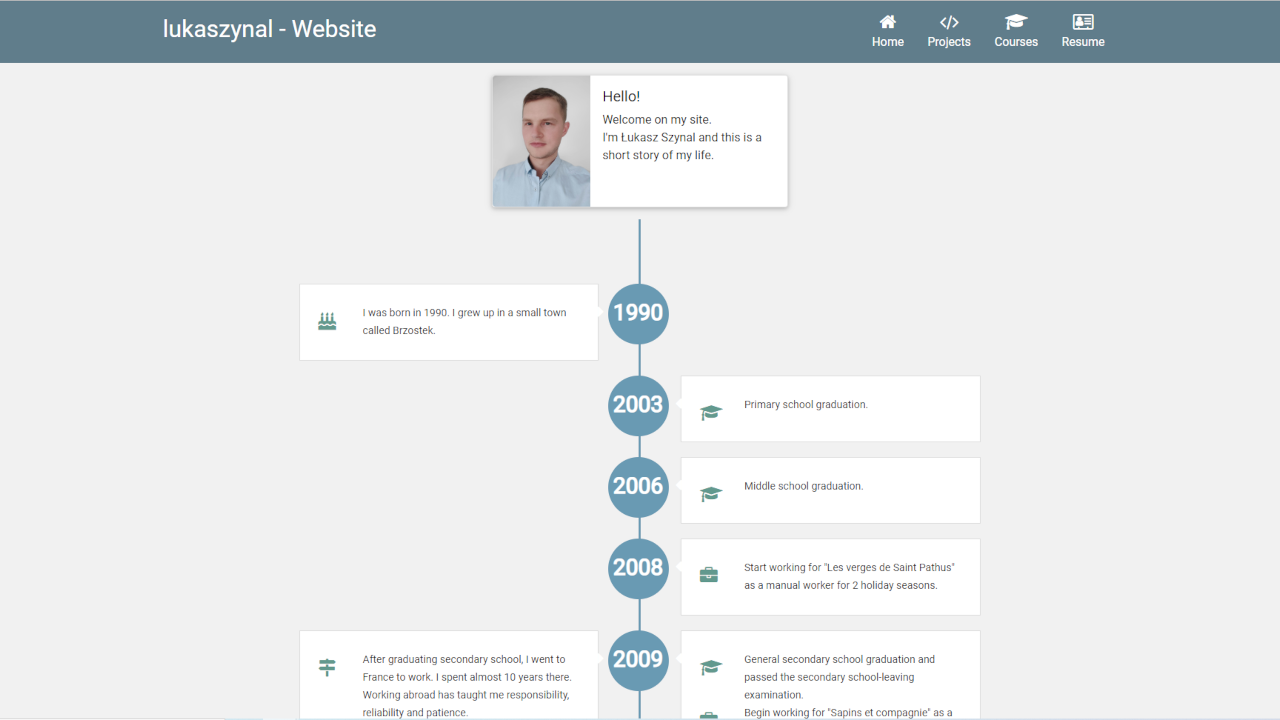 lukaszynal - Website
Home
Projects
Courses
Resume
Hello!
Welcome on my site.
I'm Łukasz Szynal and this is a
short story of my life.
1990
I was born in 1990. I grew up in a small town
called Brzostek.
2003
Primary school graduation.
2006
Middle school graduation.
2008
Start working for "Les verges de Saint Pathus"
as a manual worker for 2 holiday seasons.
2009
After graduating secondary school, I went to
France to work. I spent almost 10 years there.
Working abroad has taught me responsibility,
reliability and patience.
General secondary school graduation and
passed the secondary school-leaving
examination.
Begin working for "Sapins et compagnie" as a